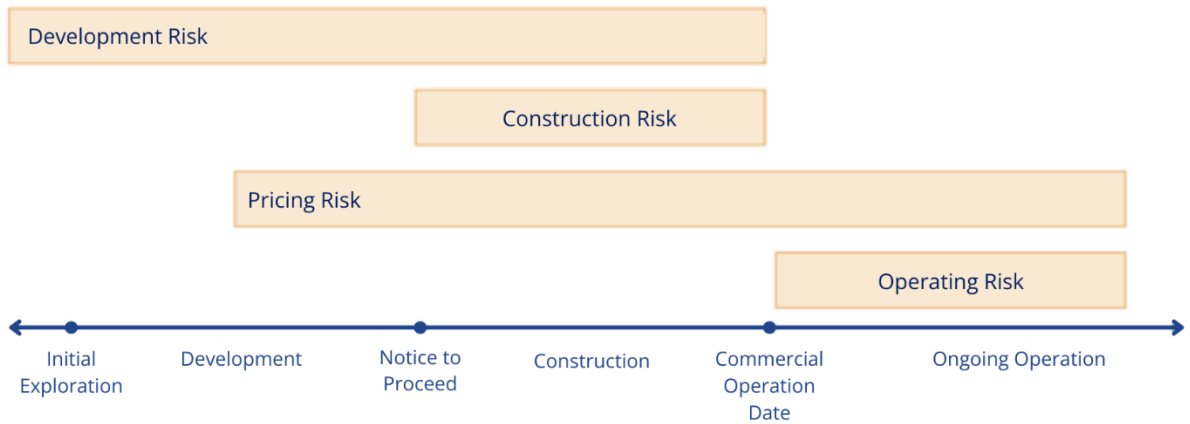 Development Risk
Construction Risk
Pricing Risk
Operating Risk
Initial
Exploration
Development
Notice to
Proceed
Construction
Commercial
Operation
Date
Ongoing Operation